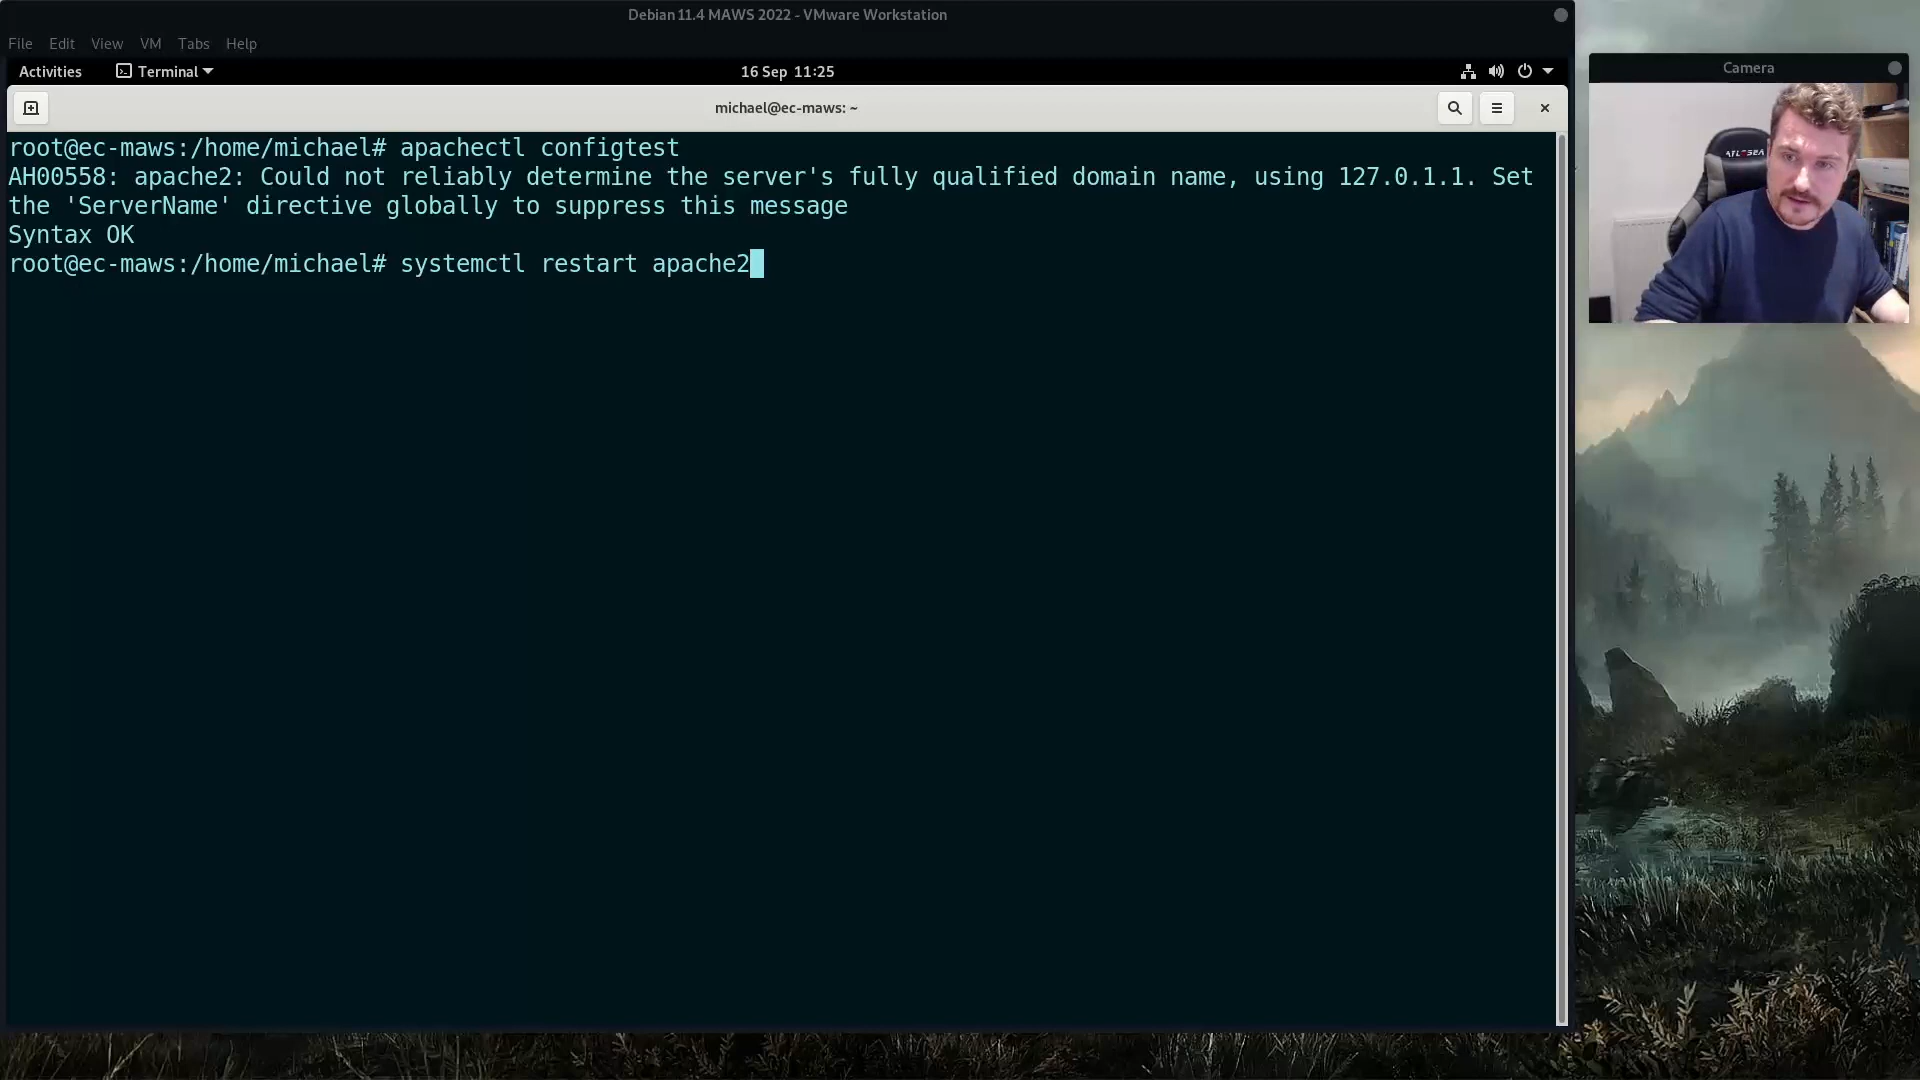 Debian 11.4 MAWS 2022 - VMware Workstation
File Edit View VM Tabs Help
Activities Terminal 16 Sep 11:25
michael@ec-maws: ~
root@ec-maws:/home/michael# apachectl configtest
AH00558: apache2: Could not reliably determine the server's fully qualified domain name, using 127.0.1.1. Set
the 'ServerName' directive globally to suppress this message
Syntax OK
root@ec-maws:/home/michael# systemctl restart apache2
Camera